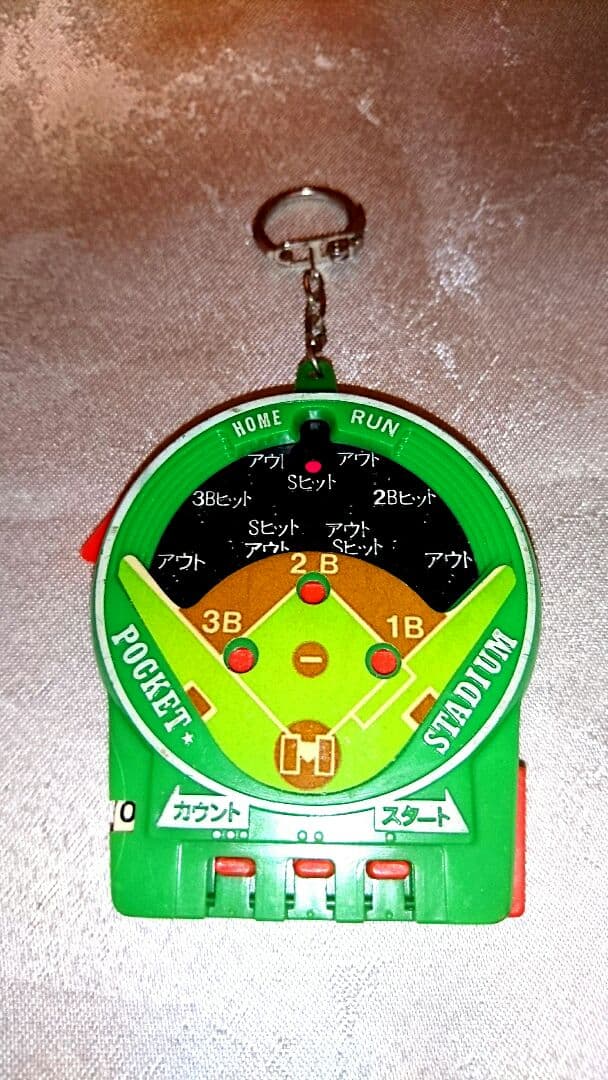 HOME RUN
アウト アウト
Sヒット
3Bヒット 2Bヒット
Sヒット アウト
アウト Sヒット
アウト アウト
2 B
3B 1B
POCKET★ STADIUM
カウント スタート